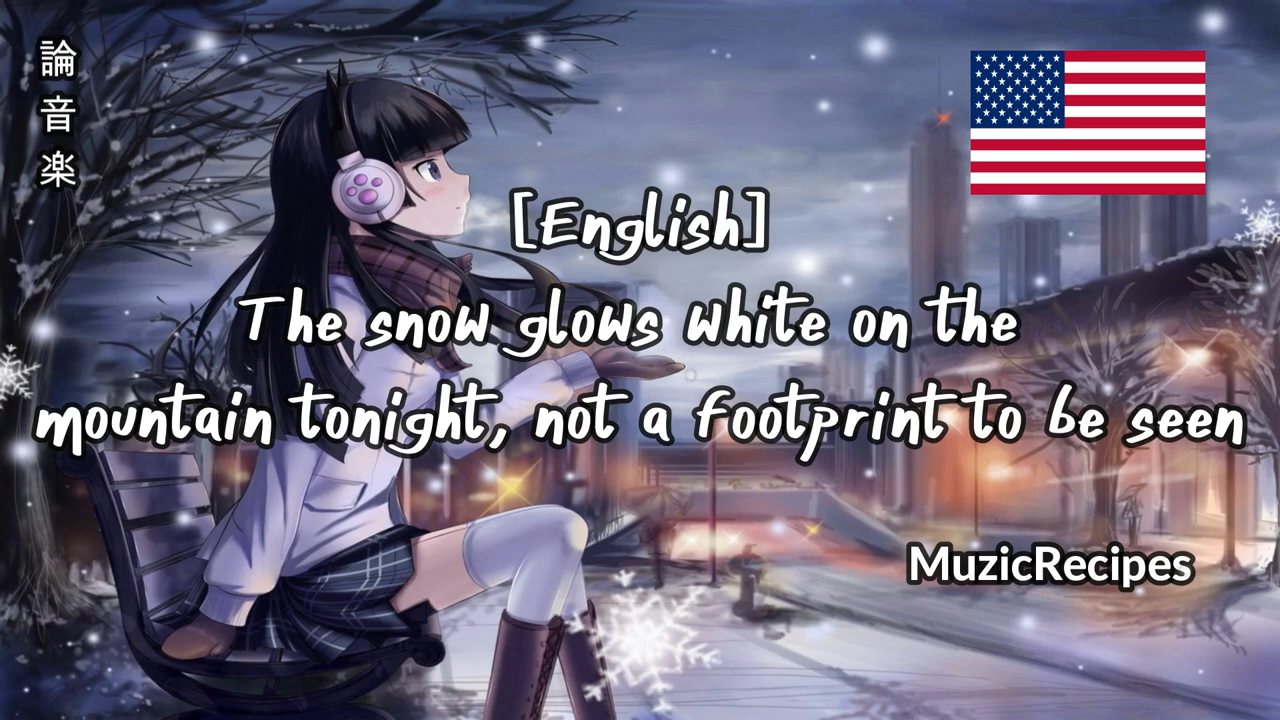 論音楽
[English]
The snow glows white on the
mountain tonight, not a footprint to be seen
MuzicRecipes